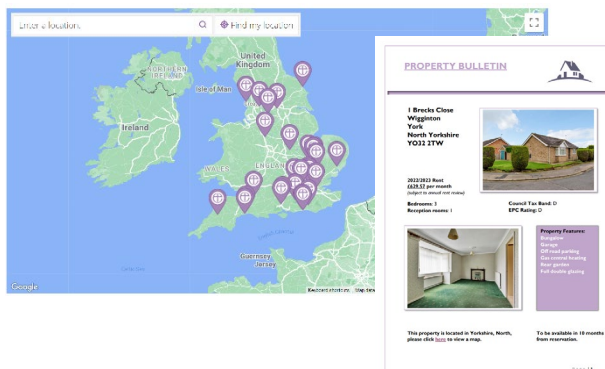 Enter a location.
Find my location
United
Kingdom
NORTHERN
IRELAND
Isle of Man
Ireland
WALES
ENGLAND
Guernsey
Jersey
Google
Keyboard shortcuts
Map data
PROPERTY BULLETIN
1 Brecks Close
Wigginton
York
North Yorkshire
YO32 2TW
2022/2023 Rent
£639.57 per month
(subject to annual rent review)
Bedrooms: 3
Reception rooms: 1
Council Tax Band: D
EPC Rating: D
Property Features:
Bungalow
Garage
Off road parking
Gas central heating
Rear garden
Full double glazing
This property is located in Yorkshire, North,
please click here to view a map.
To be available in 10 months
from reservation.